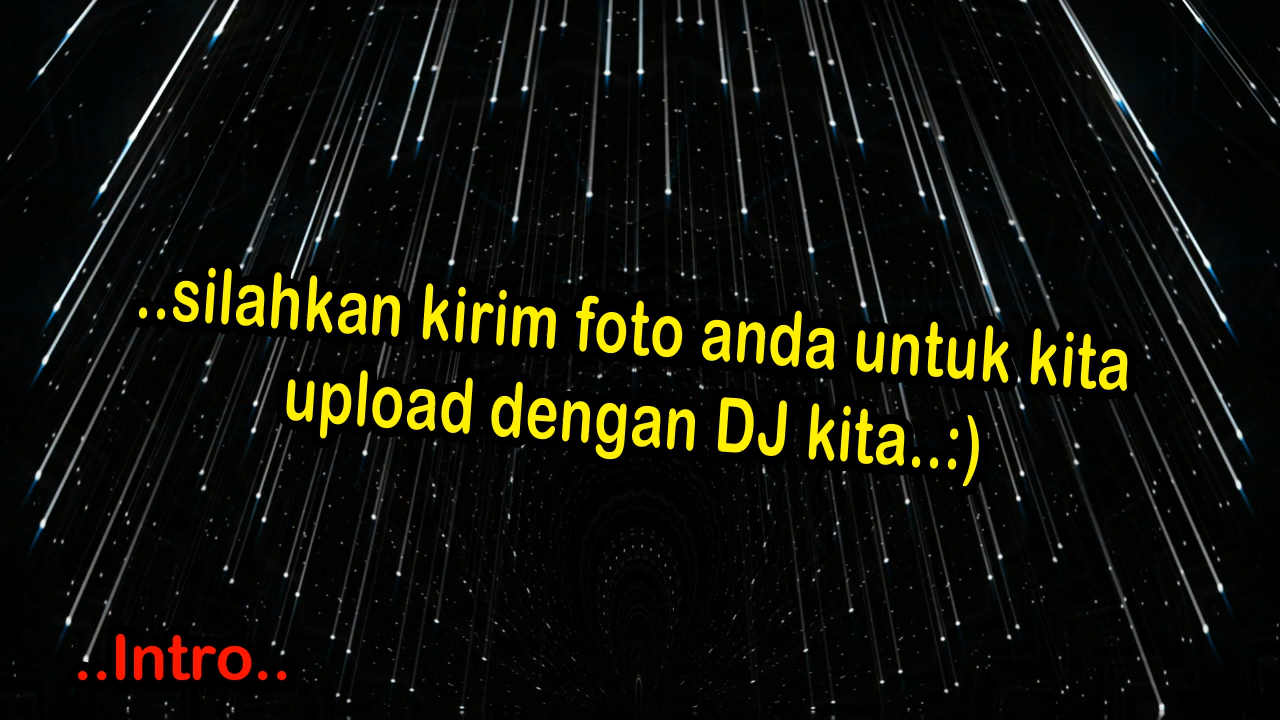 ..silahkan kirim foto anda untuk kita
upload dengan DJ kita..:)
..Intro..